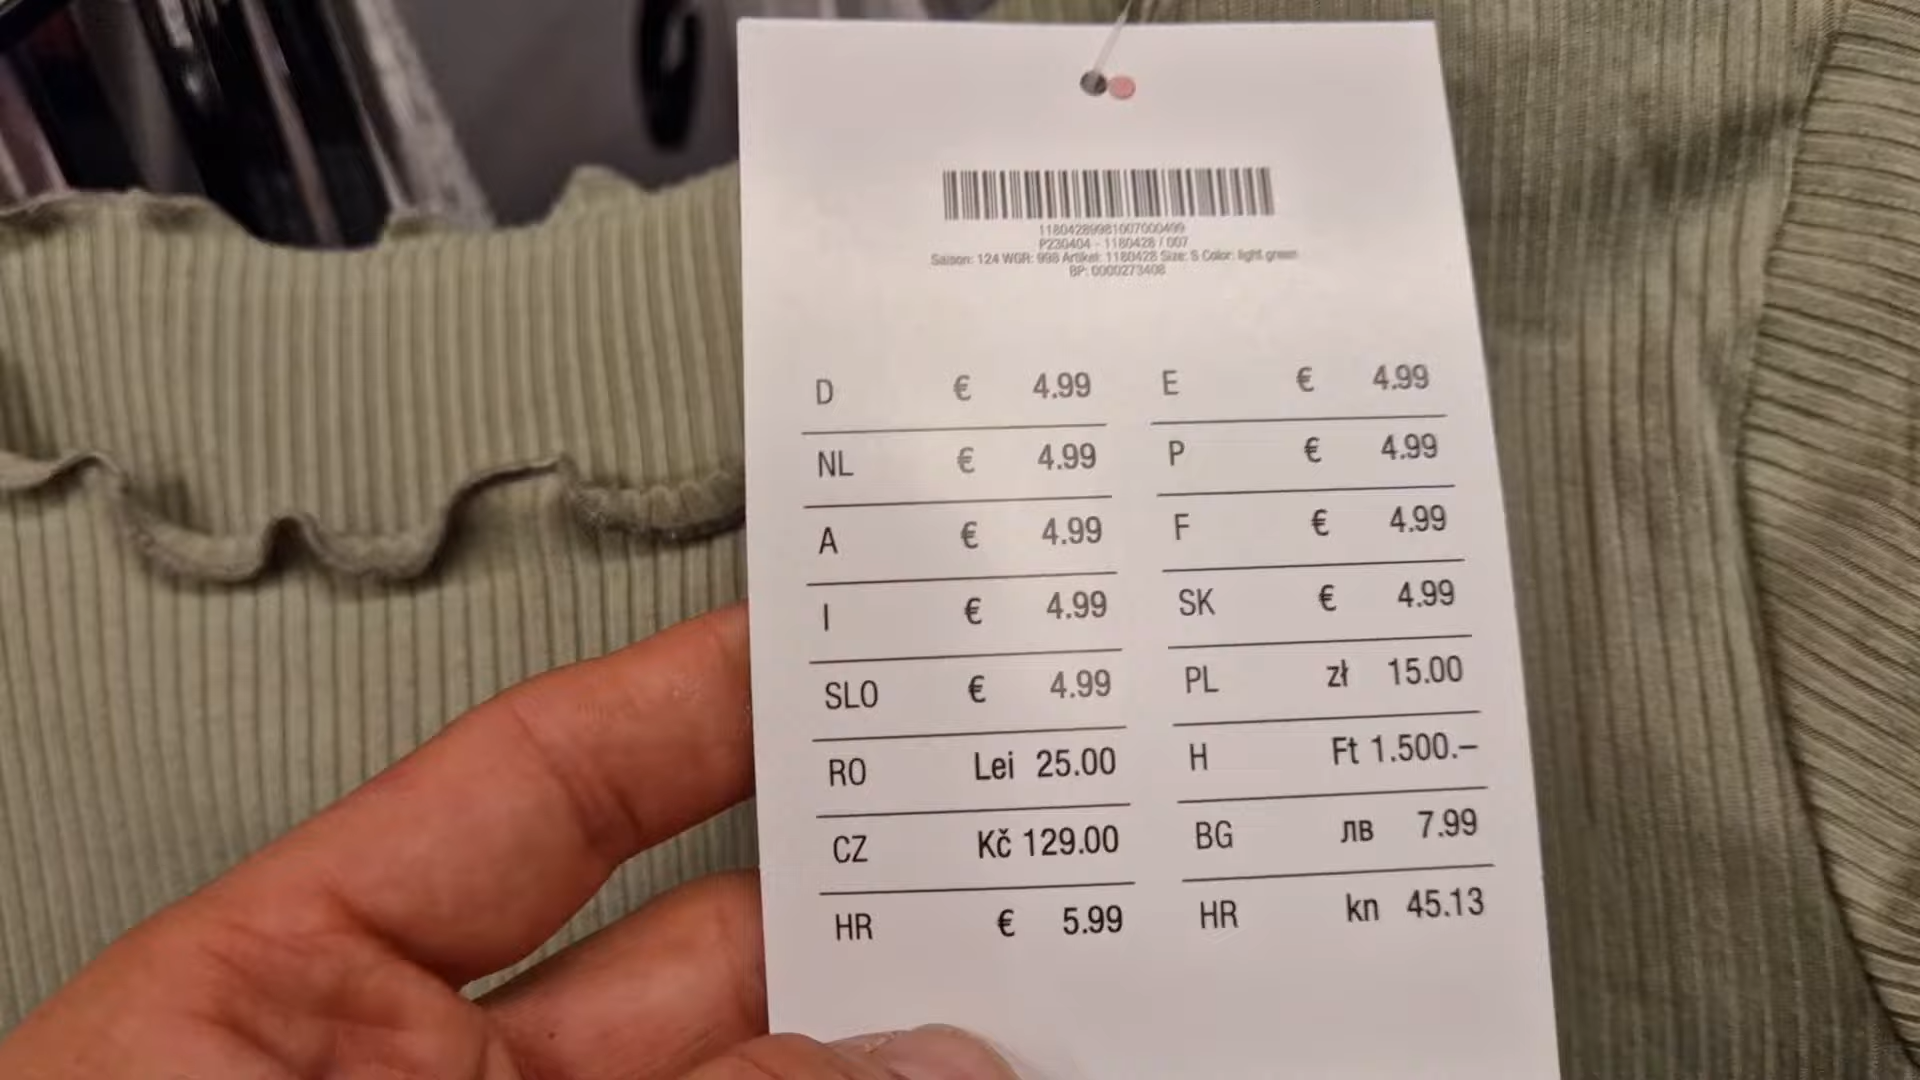 11804289981007000499
P230404 - 1180428 / 007
Saison: 124 WGR: 998 Artikel: 1180428 Size: S Color: light green
BP: 0000273408
D € 4.99 E € 4.99
NL € 4.99 P € 4.99
A € 4.99 F € 4.99
I € 4.99 SK € 4.99
SLO € 4.99 PL zł 15.00
RO Lei 25.00 H Ft 1.500.–
CZ Kč 129.00 BG лв 7.99
HR € 5.99 HR kn 45.13